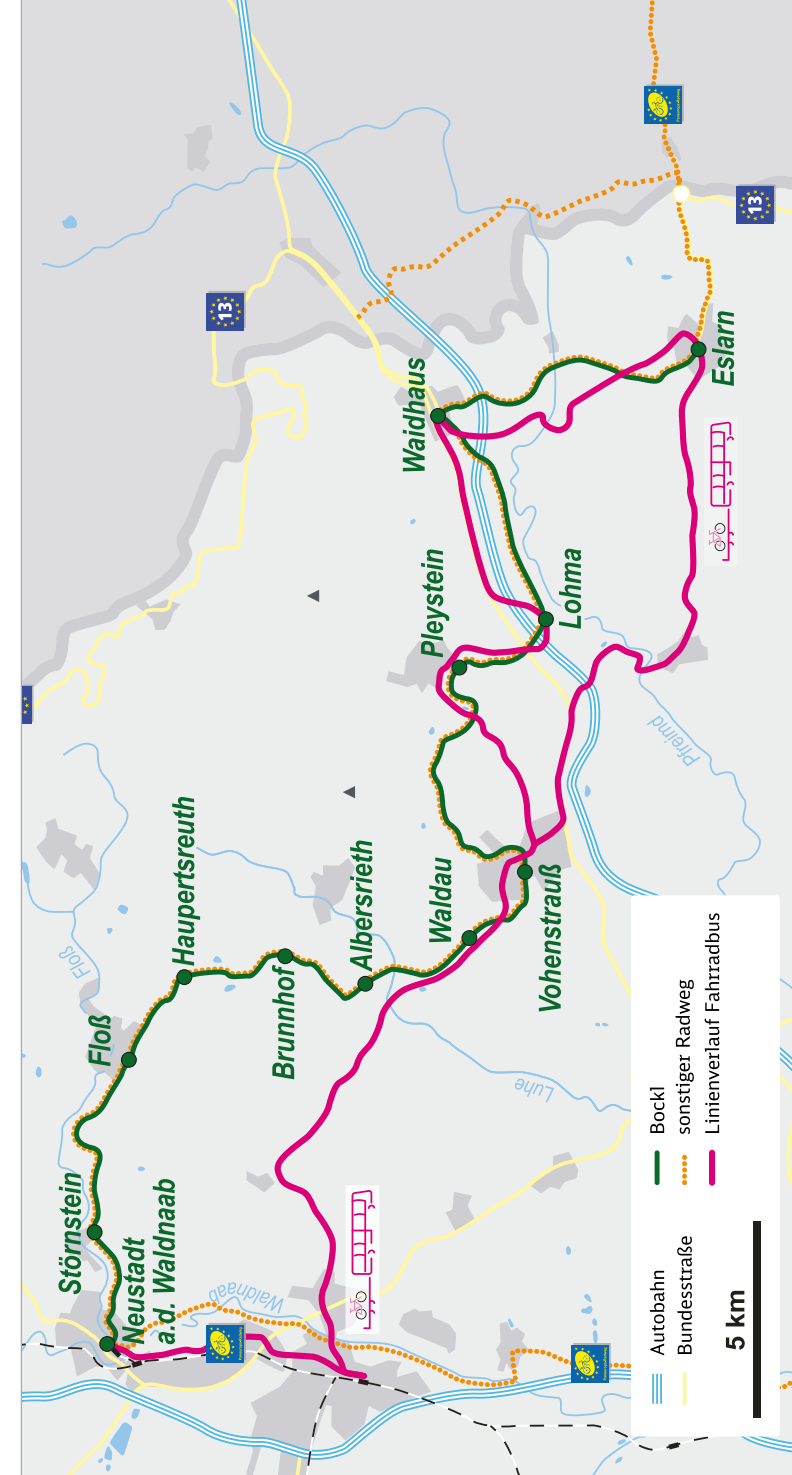 Störnstein
Floß
Floß
Neustadt
a.d. Waldnaab
Haupertsreuth
13
Waldnaab
Brunnhof
Albersrieth
Waidhaus
Pleystein
Waldau
Luhe
Vohenstrauß
Lohma
Pfreimd
Eslarn
13
Autobahn
Bundesstraße
Bockl
sonstiger Radweg
Linienverlauf Fahrradbus
5 km